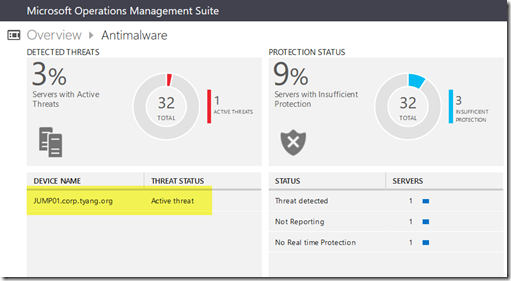 Microsoft Operations Management Suite
Overview ▸ Antimalware
DETECTED THREATS
3%
Servers with Active
Threats
32
TOTAL
1
ACTIVE THREATS
DEVICE NAME THREAT STATUS
JUMP01.corp.tyang.org Active threat
PROTECTION STATUS
9%
Servers with Insufficient
Protection
32
TOTAL
3
INSUFFICIENT
PROTECTION
STATUS SERVERS
Threat detected 1
Not Reporting 1
No Real time Protection 1